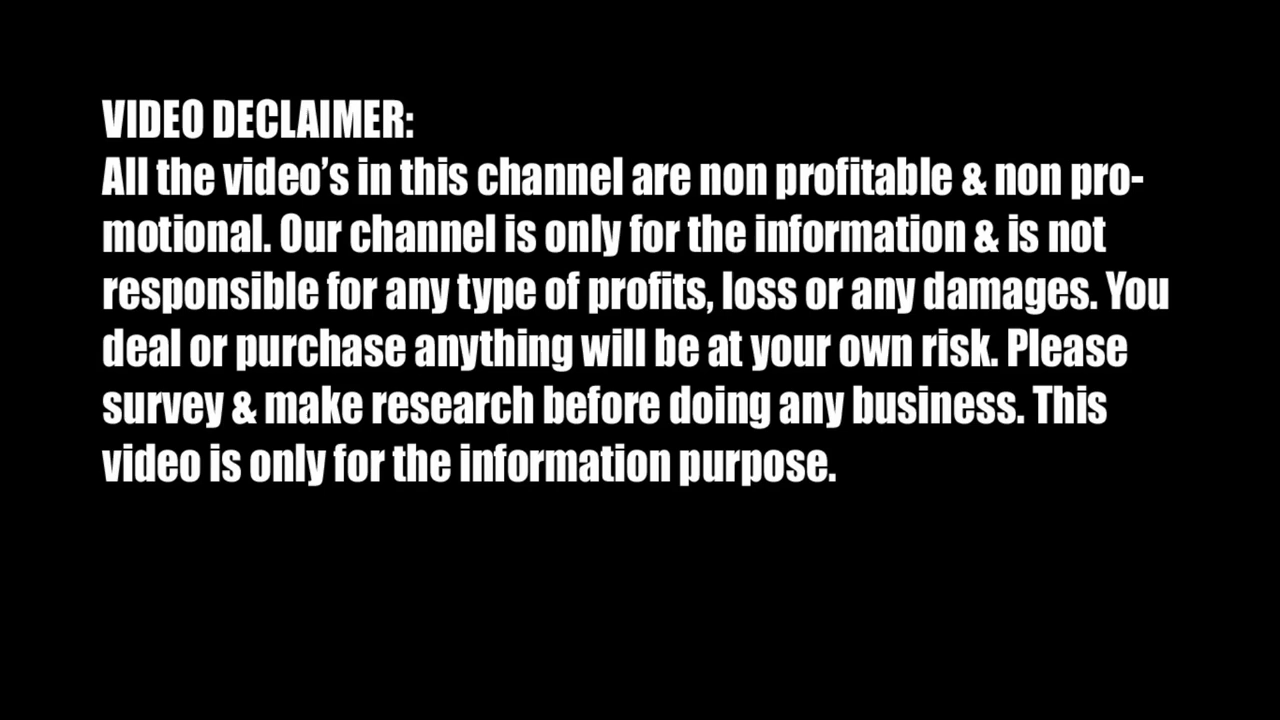 VIDEO DECLAIMER:
All the video’s in this channel are non profitable & non pro-
motional. Our channel is only for the information & is not
responsible for any type of profits, loss or any damages. You
deal or purchase anything will be at your own risk. Please
survey & make research before doing any business. This
video is only for the information purpose.